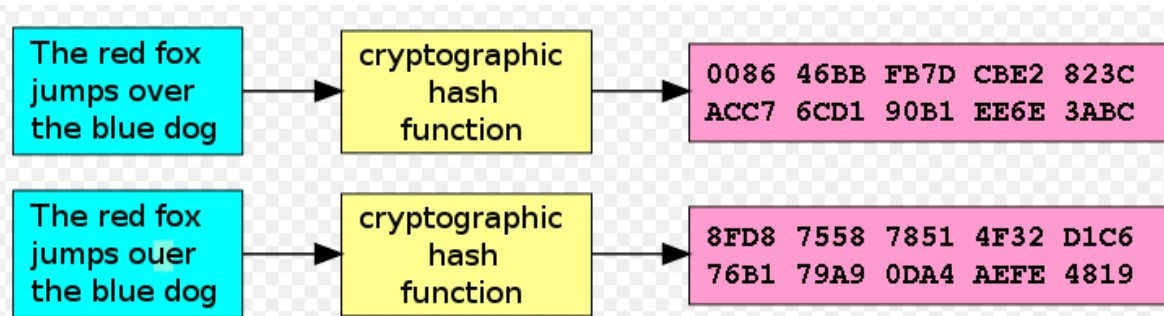 The red fox
jumps over
the blue dog
cryptographic
hash
function
0086 46BB FB7D CBE2 823C
ACC7 6CD1 90B1 EE6E 3ABC
The red fox
jumps ouer
the blue dog
cryptographic
hash
function
8FD8 7558 7851 4F32 D1C6
76B1 79A9 0DA4 AEFE 4819